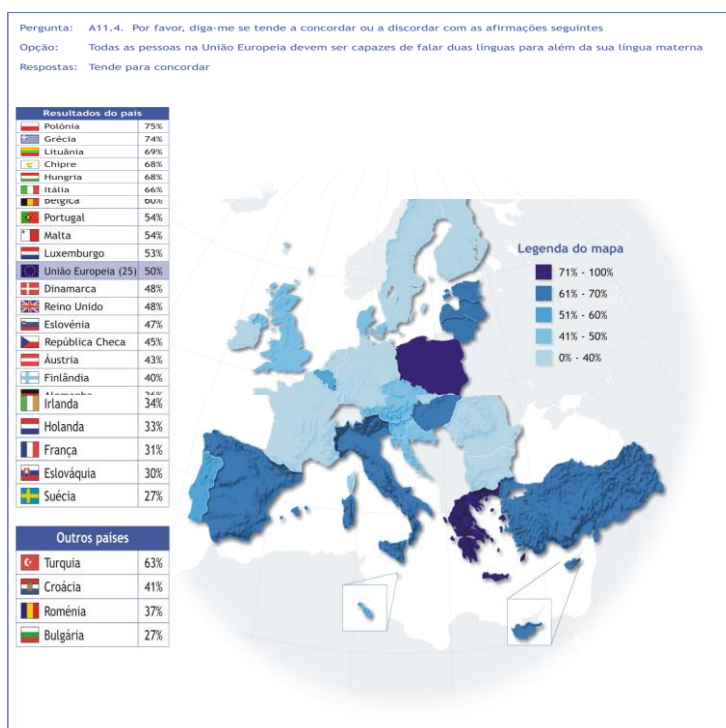 Pergunta: A11.4. Por favor, diga-me se tende a concordar ou a discordar com as afirmações seguintes
Opção: Todas as pessoas na União Europeia devem ser capazes de falar duas línguas para além da sua língua materna
Respostas: Tende para concordar
Resultados do país
Polónia 75%
Grécia 74%
Lituânia 69%
Chipre 68%
Hungria 68%
Itália 66%
Bélgica 60%
Portugal 54%
Malta 54%
Luxemburgo 53%
União Europeia (25) 50%
Dinamarca 48%
Reino Unido 48%
Eslovénia 47%
República Checa 45%
Áustria 43%
Finlândia 40%
Alemanha 36%
Irlanda 34%
Holanda 33%
França 31%
Eslováquia 30%
Suécia 27%
Outros países
Turquia 63%
Croácia 41%
Roménia 37%
Bulgária 27%
Legenda do mapa
71% - 100%
61% - 70%
51% - 60%
41% - 50%
0% - 40%